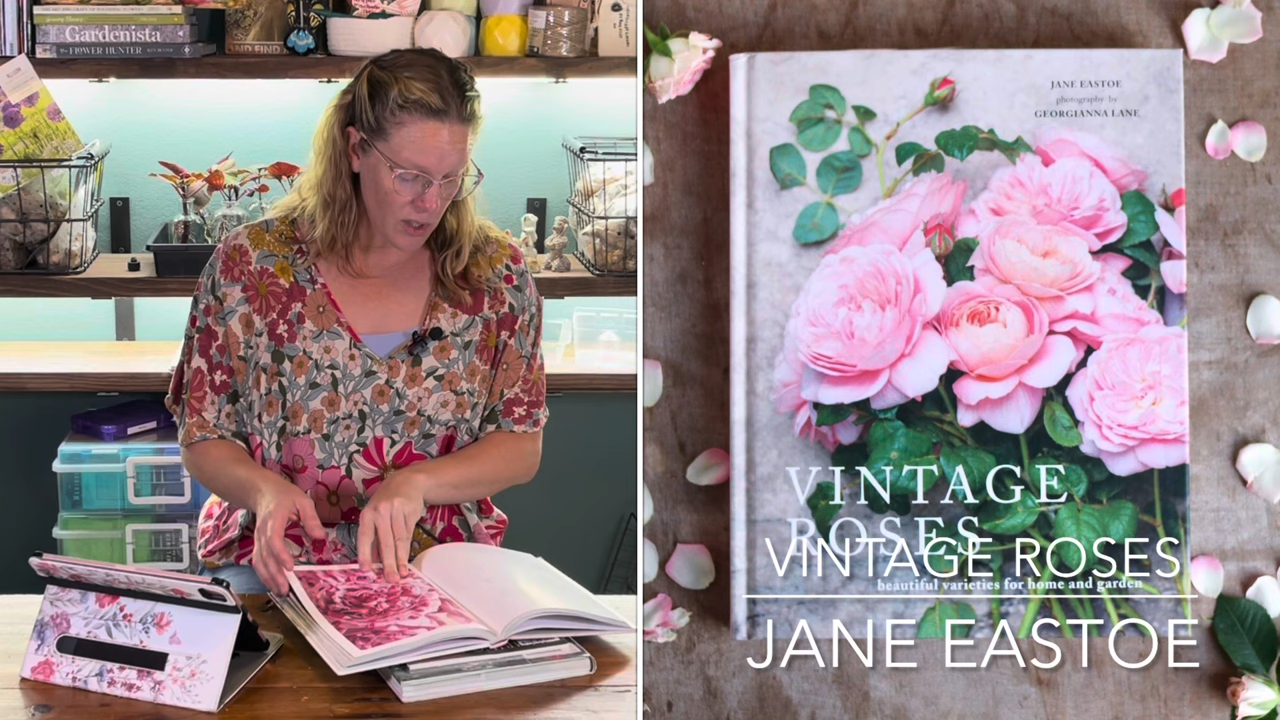 Gardenista
FLOWER HUNTER
JANE EASTOE
photography by
GEORGIANNA LANE
VINTAGE
ROSES
beautiful varieties for home and garden
VINTAGE ROSES
JANE EASTOE